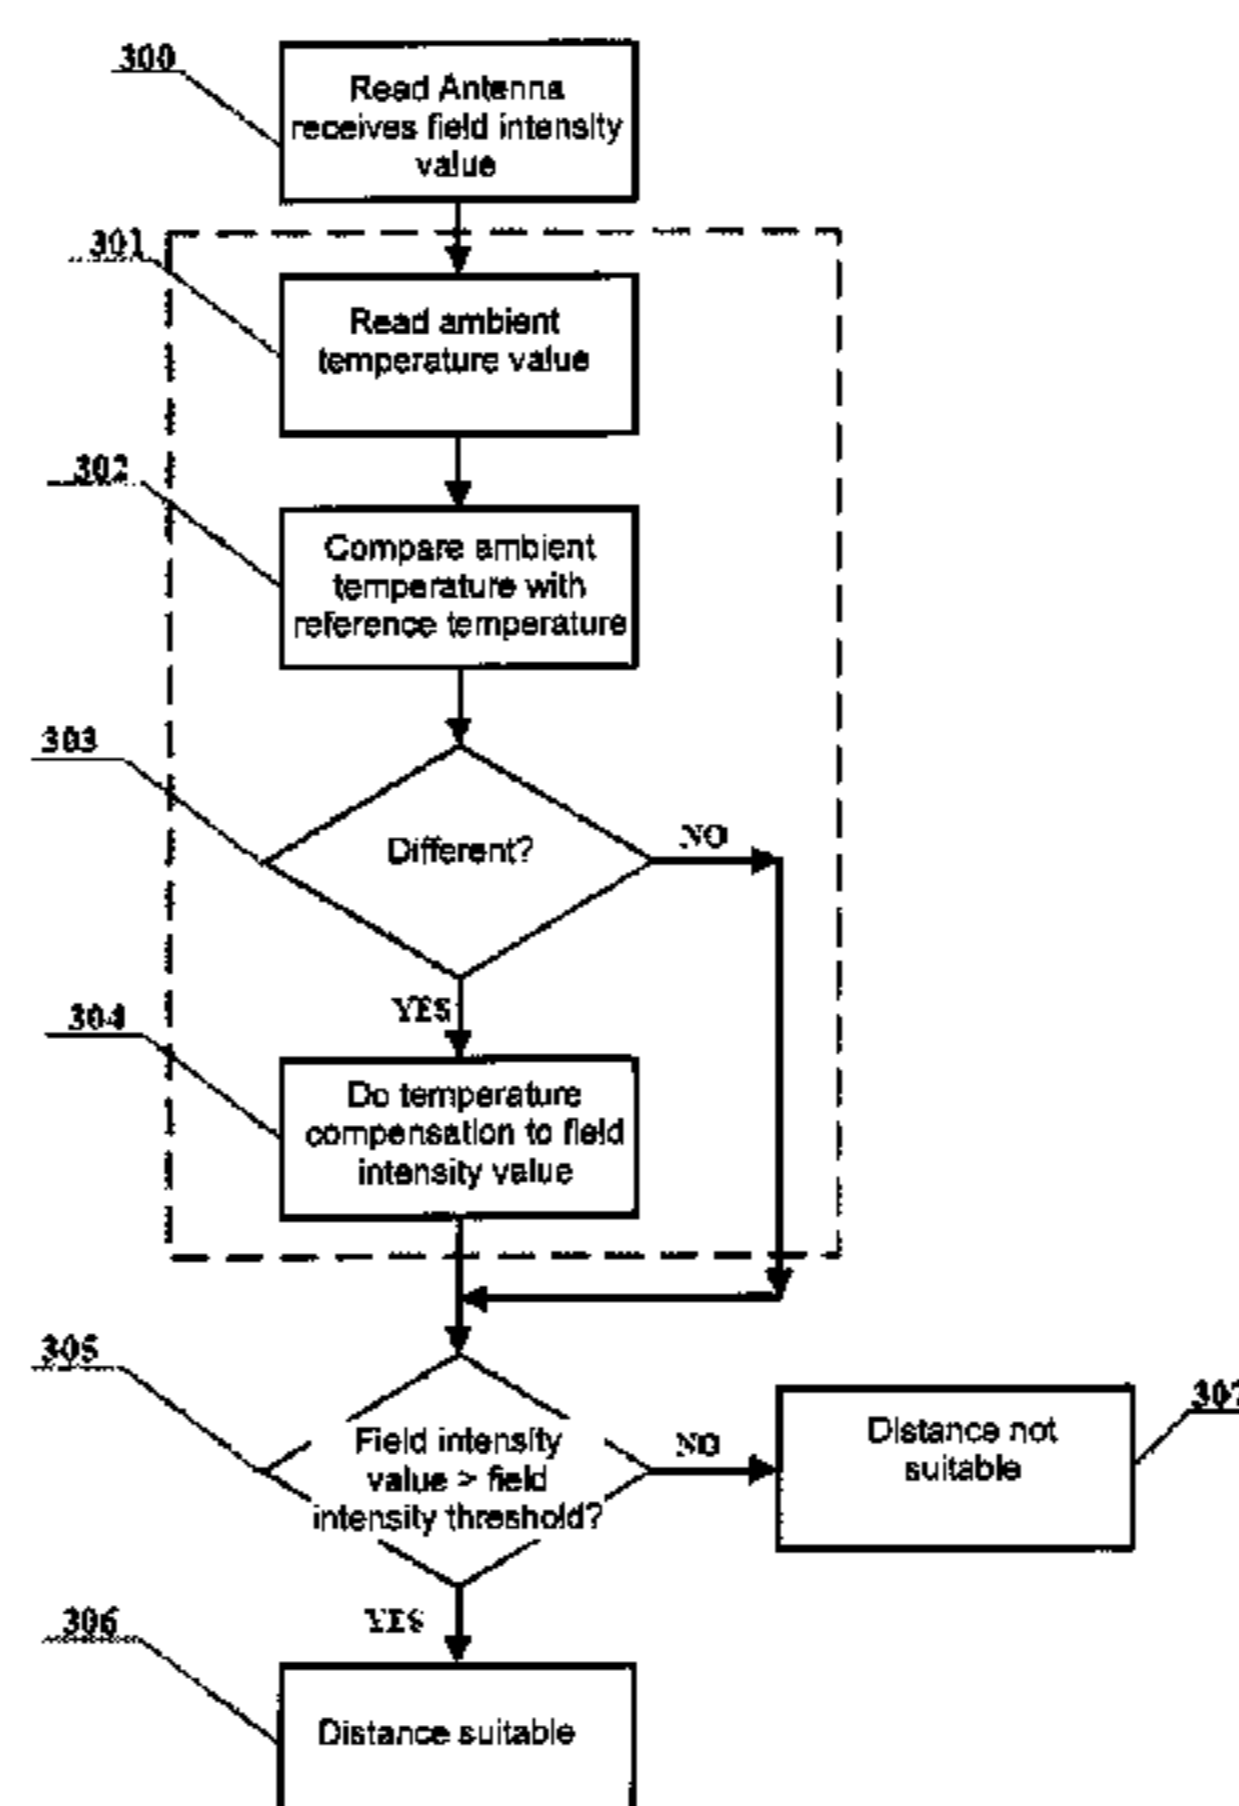 300
Read Antenna
receives field intensity
value
301
Read ambient
temperature value
302
Compare ambient
temperature with
reference temperature
303
Different?
NO
YES
304
Do temperature
compensation to field
intensity value
305
Field intensity
value > field
intensity threshold?
NO
Distance not
suitable
307
YES
306
Distance suitable